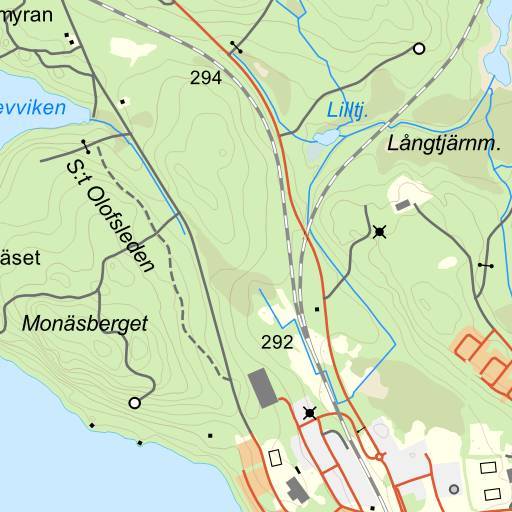 myran
294
evviken
Lilltj.
Långtjärnm.
S:t Olofsleden
äset
Monäsberget
292